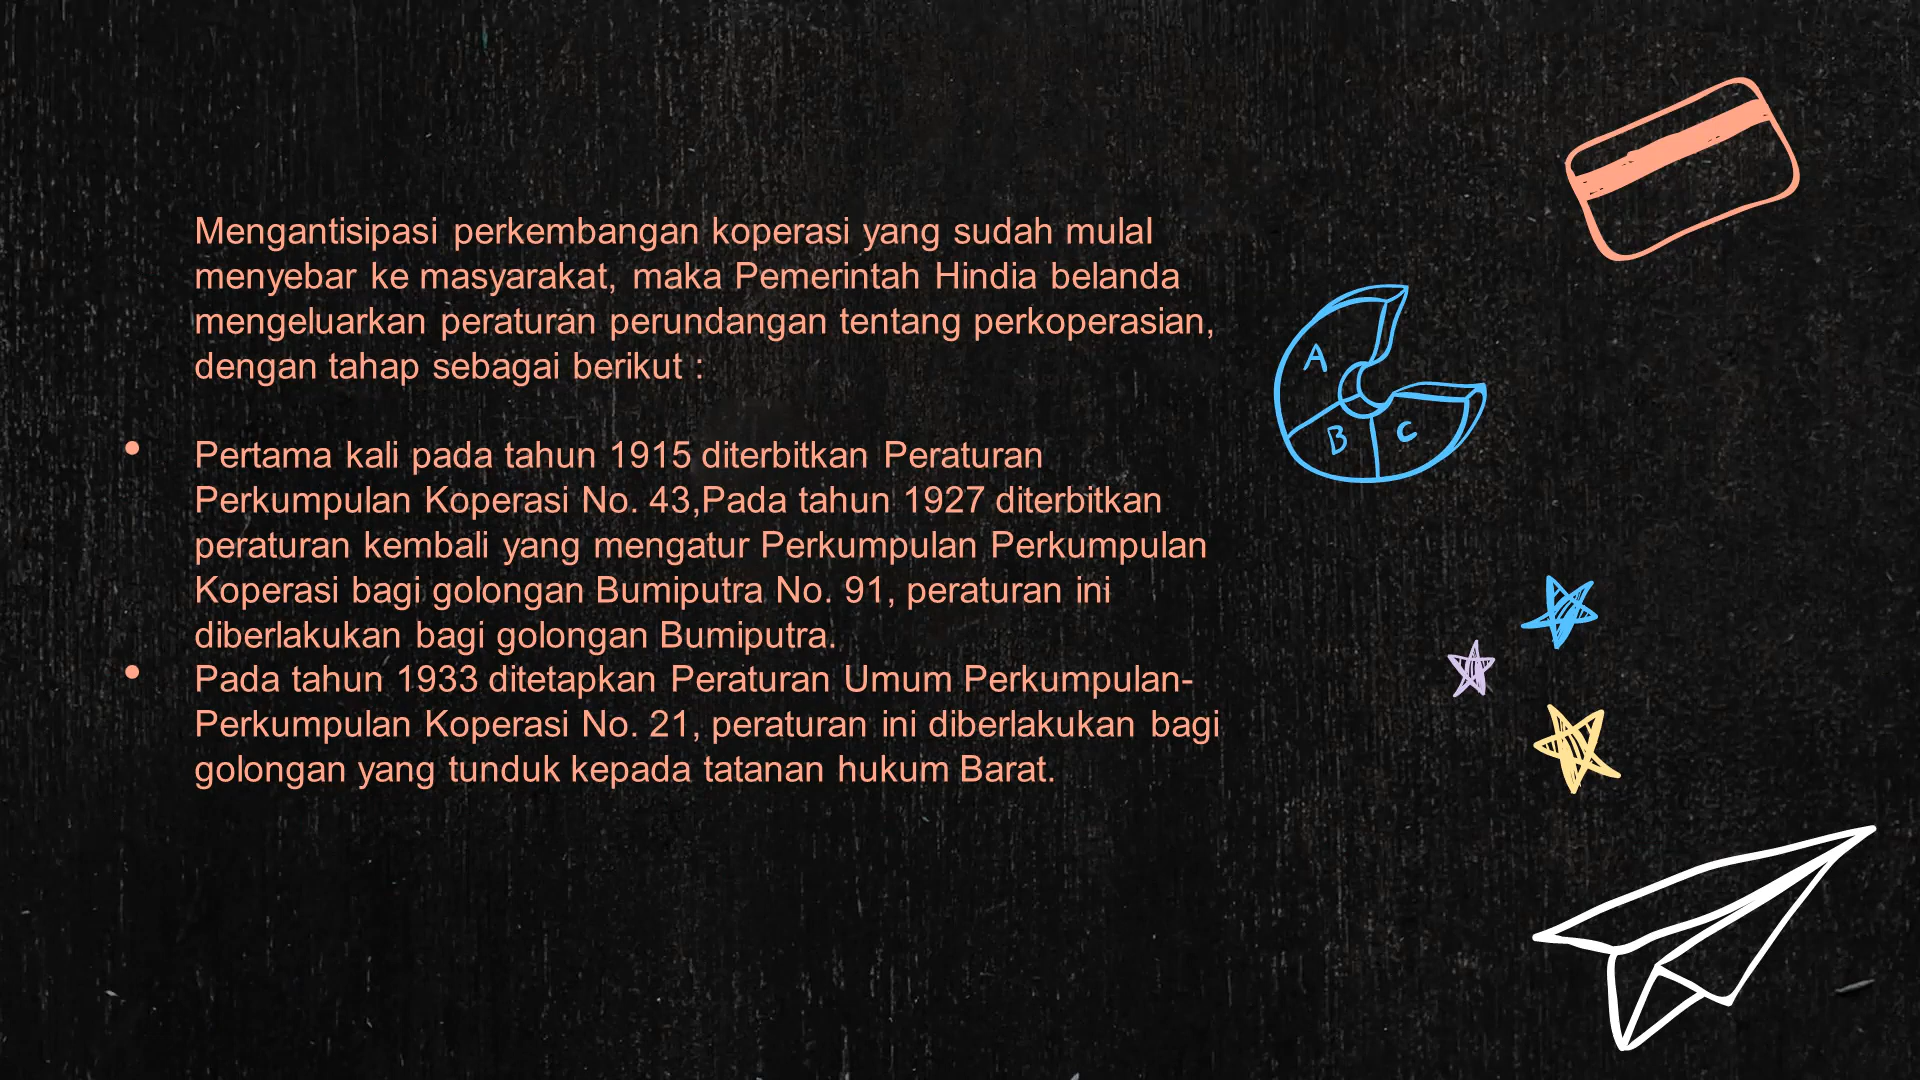 Mengantisipasi perkembangan koperasi yang sudah mulal
menyebar ke masyarakat, maka Pemerintah Hindia belanda
mengeluarkan peraturan perundangan tentang perkoperasian,
dengan tahap sebagai berikut :
• Pertama kali pada tahun 1915 diterbitkan Peraturan
Perkumpulan Koperasi No. 43,Pada tahun 1927 diterbitkan
peraturan kembali yang mengatur Perkumpulan Perkumpulan
Koperasi bagi golongan Bumiputra No. 91, peraturan ini
diberlakukan bagi golongan Bumiputra.
• Pada tahun 1933 ditetapkan Peraturan Umum Perkumpulan-
Perkumpulan Koperasi No. 21, peraturan ini diberlakukan bagi
golongan yang tunduk kepada tatanan hukum Barat.
A
B
C